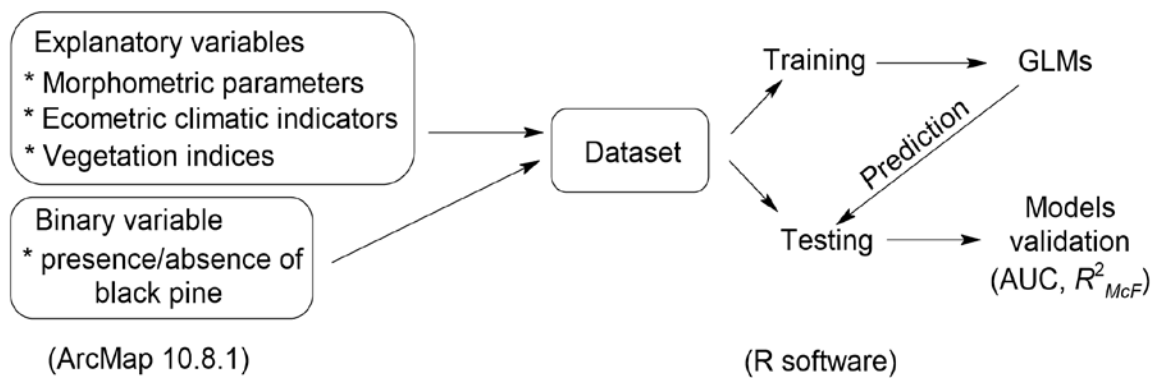 Explanatory variables
* Morphometric parameters
* Ecometric climatic indicators
* Vegetation indices
Binary variable
* presence/absence of
black pine
(ArcMap 10.8.1)
Dataset
Training
GLMs
Prediction
Testing
Models
validation
(AUC, R²McF)
(R software)